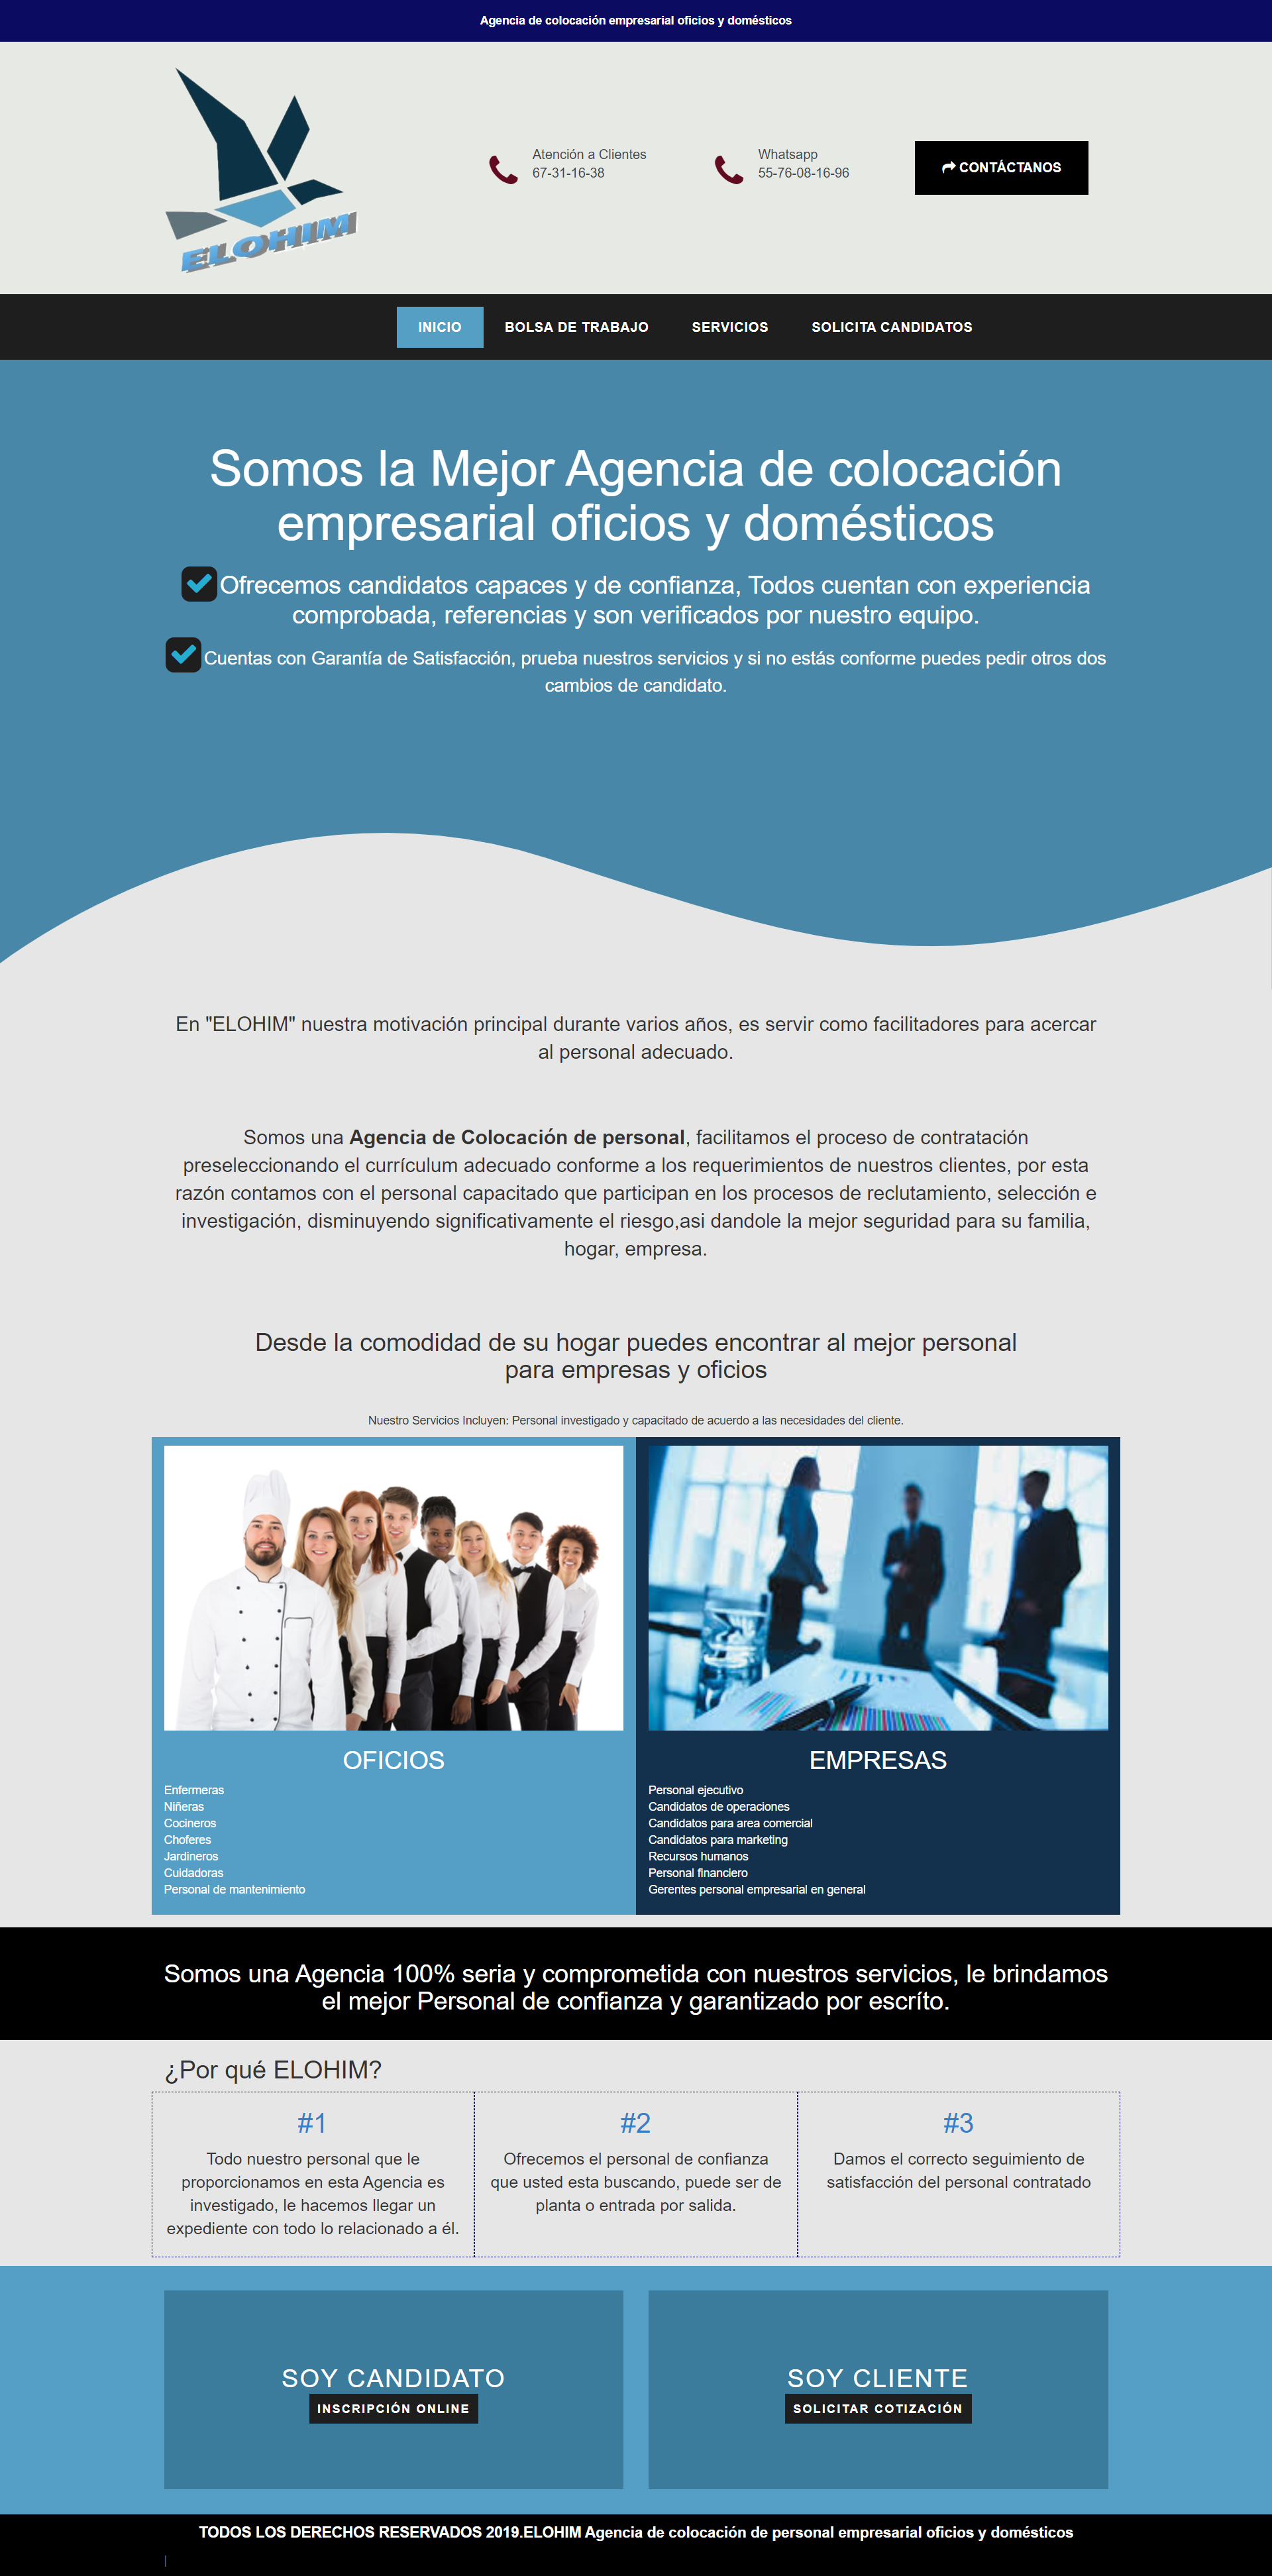 Agencia de colocación empresarial oficios y domésticos
ELOHIM
Atención a Clientes
67-31-16-38
Whatsapp
55-76-08-16-96
CONTÁCTANOS
INICIO
BOLSA DE TRABAJO
SERVICIOS
SOLICITA CANDIDATOS
Somos la Mejor Agencia de colocación
empresarial oficios y domésticos
Ofrecemos candidatos capaces y de confianza, Todos cuentan con experiencia
comprobada, referencias y son verificados por nuestro equipo.
Cuentas con Garantía de Satisfacción, prueba nuestros servicios y si no estás conforme puedes pedir otros dos
cambios de candidato.
En "ELOHIM" nuestra motivación principal durante varios años, es servir como facilitadores para acercar
al personal adecuado.
Somos una Agencia de Colocación de personal, facilitamos el proceso de contratación
preseleccionando el currículum adecuado conforme a los requerimientos de nuestros clientes, por esta
razón contamos con el personal capacitado que participan en los procesos de reclutamiento, selección e
investigación, disminuyendo significativamente el riesgo,asi dandole la mejor seguridad para su familia,
hogar, empresa.
Desde la comodidad de su hogar puedes encontrar al mejor personal
para empresas y oficios
Nuestro Servicios Incluyen: Personal investigado y capacitado de acuerdo a las necesidades del cliente.
OFICIOS
Enfermeras
Niñeras
Cocineros
Choferes
Jardineros
Cuidadoras
Personal de mantenimiento
EMPRESAS
Personal ejecutivo
Candidatos de operaciones
Candidatos para area comercial
Candidatos para marketing
Recursos humanos
Personal financiero
Gerentes personal empresarial en general
Somos una Agencia 100% seria y comprometida con nuestros servicios, le brindamos
el mejor Personal de confianza y garantizado por escríto.
¿Por qué ELOHIM?
#1
Todo nuestro personal que le
proporcionamos en esta Agencia es
investigado, le hacemos llegar un
expediente con todo lo relacionado a él.
#2
Ofrecemos el personal de confianza
que usted esta buscando, puede ser de
planta o entrada por salida.
#3
Damos el correcto seguimiento de
satisfacción del personal contratado
SOY CANDIDATO
INSCRIPCIÓN ONLINE
SOY CLIENTE
SOLICITAR COTIZACIÓN
TODOS LOS DERECHOS RESERVADOS 2019.ELOHIM Agencia de colocación de personal empresarial oficios y domésticos
|